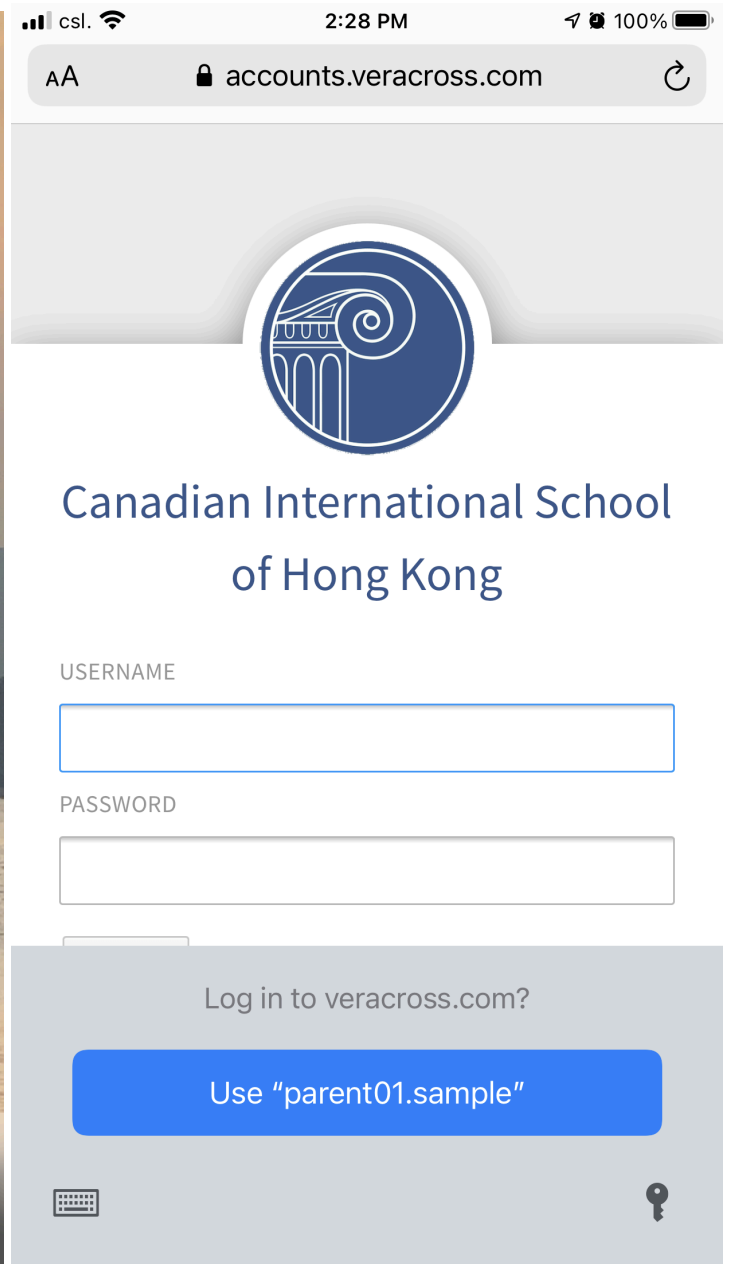 csl. 2:28 PM 100%
AA accounts.veracross.com
Canadian International School
of Hong Kong
USERNAME
PASSWORD
Log in to veracross.com?
Use “parent01.sample”